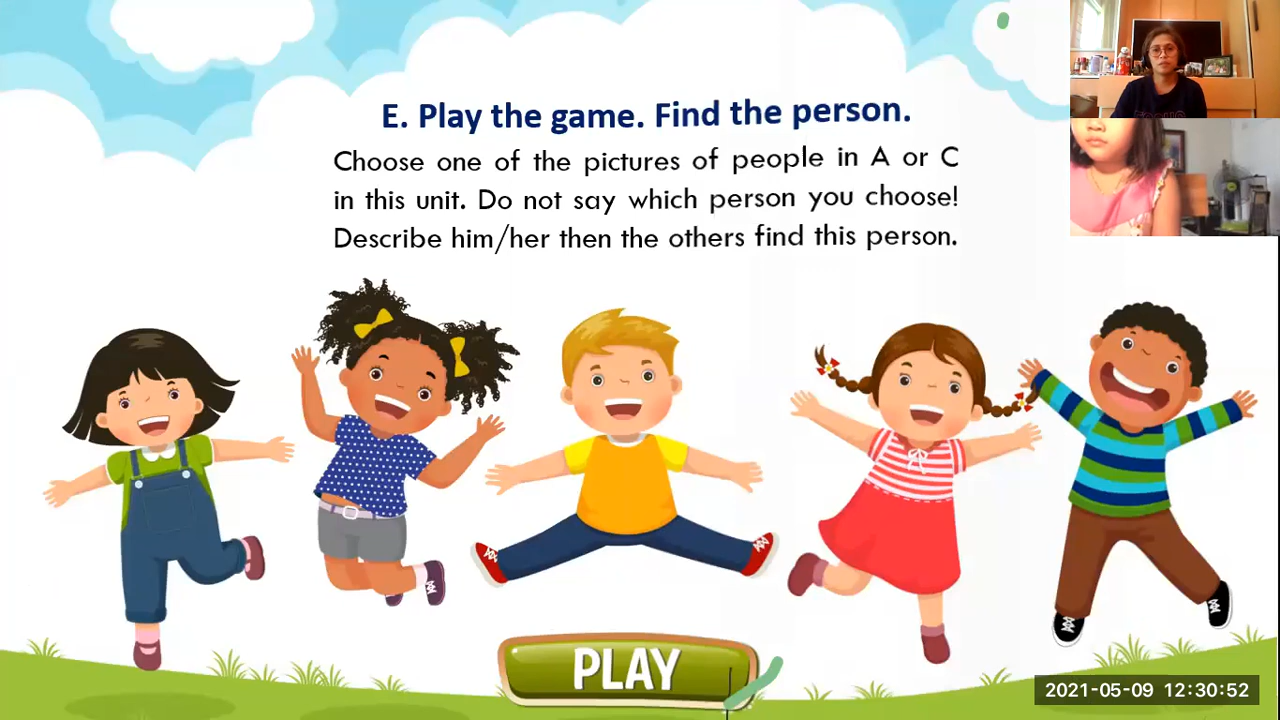 E. Play the game. Find the person.
Choose one of the pictures of people in A or C
in this unit. Do not say which person you choose!
Describe him/her then the others find this person.
PLAY
2021-05-09 12:30:52